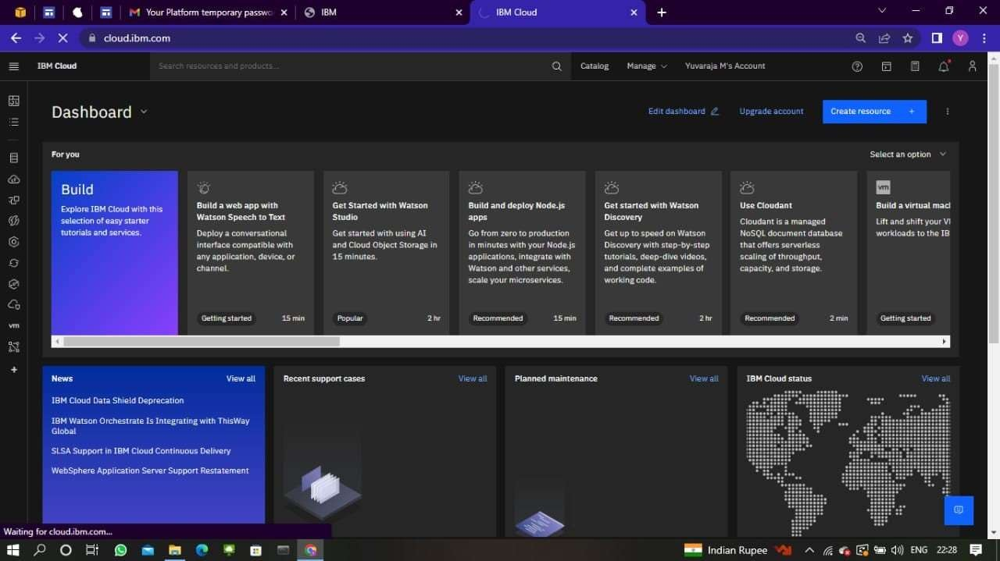 Your Platform temporary passwo
IBM
IBM Cloud
cloud.ibm.com
Y
IBM Cloud
Search resources and products...
Catalog
Manage
Yuvaraja M's Account
Dashboard
Edit dashboard
Upgrade account
Create resource +
For you
Select an option
Build
Explore IBM Cloud with this
selection of easy starter
tutorials and services.
Build a web app with
Watson Speech to Text
Deploy a conversational
interface compatible with
any application, device, or
channel.
Getting started
15 min
Get Started with Watson
Studio
Get started with using AI
and Cloud Object Storage in
15 minutes.
Popular
2 hr
Build and deploy Node.js
apps
Go from zero to production
in minutes with your Node.js
applications, integrate with
Watson and other services,
scale your microservices.
Recommended
15 min
Get started with Watson
Discovery
Get up to speed on Watson
Discovery with step-by-step
tutorials, deep-dive videos,
and complete examples of
working code.
Recommended
2 hr
Use Cloudant
Cloudant is a managed
NoSQL document database
that offers serverless
scaling of throughput,
capacity, and storage.
Recommended
2 min
vm
Build a virtual macl
Lift and shift your VI
workloads to the IB
Getting started
vm
News
View all
IBM Cloud Data Shield Deprecation
IBM Watson Orchestrate Is Integrating with ThisWay
Global
SLSA Support in IBM Cloud Continuous Delivery
WebSphere Application Server Support Restatement
Recent support cases
View all
Planned maintenance
View all
IBM Cloud status
View all
Waiting for cloud.ibm.com...
Indian Rupee
ENG
22:28